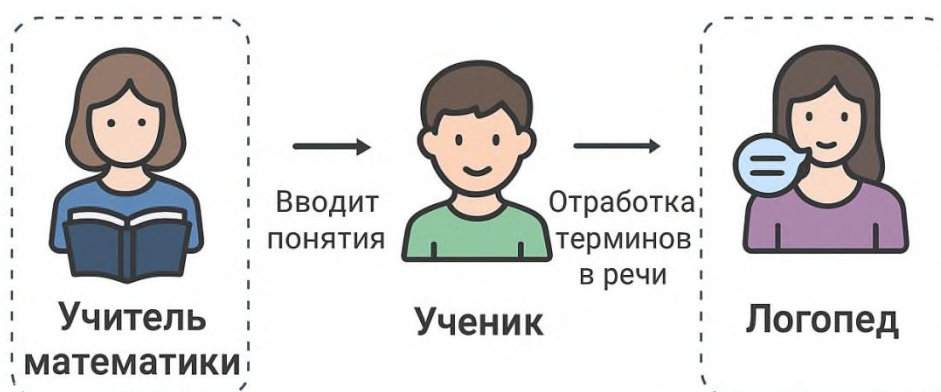 Вводит
понятия
Отработка
терминов
в речи
Учитель
математики
Ученик
Логопед